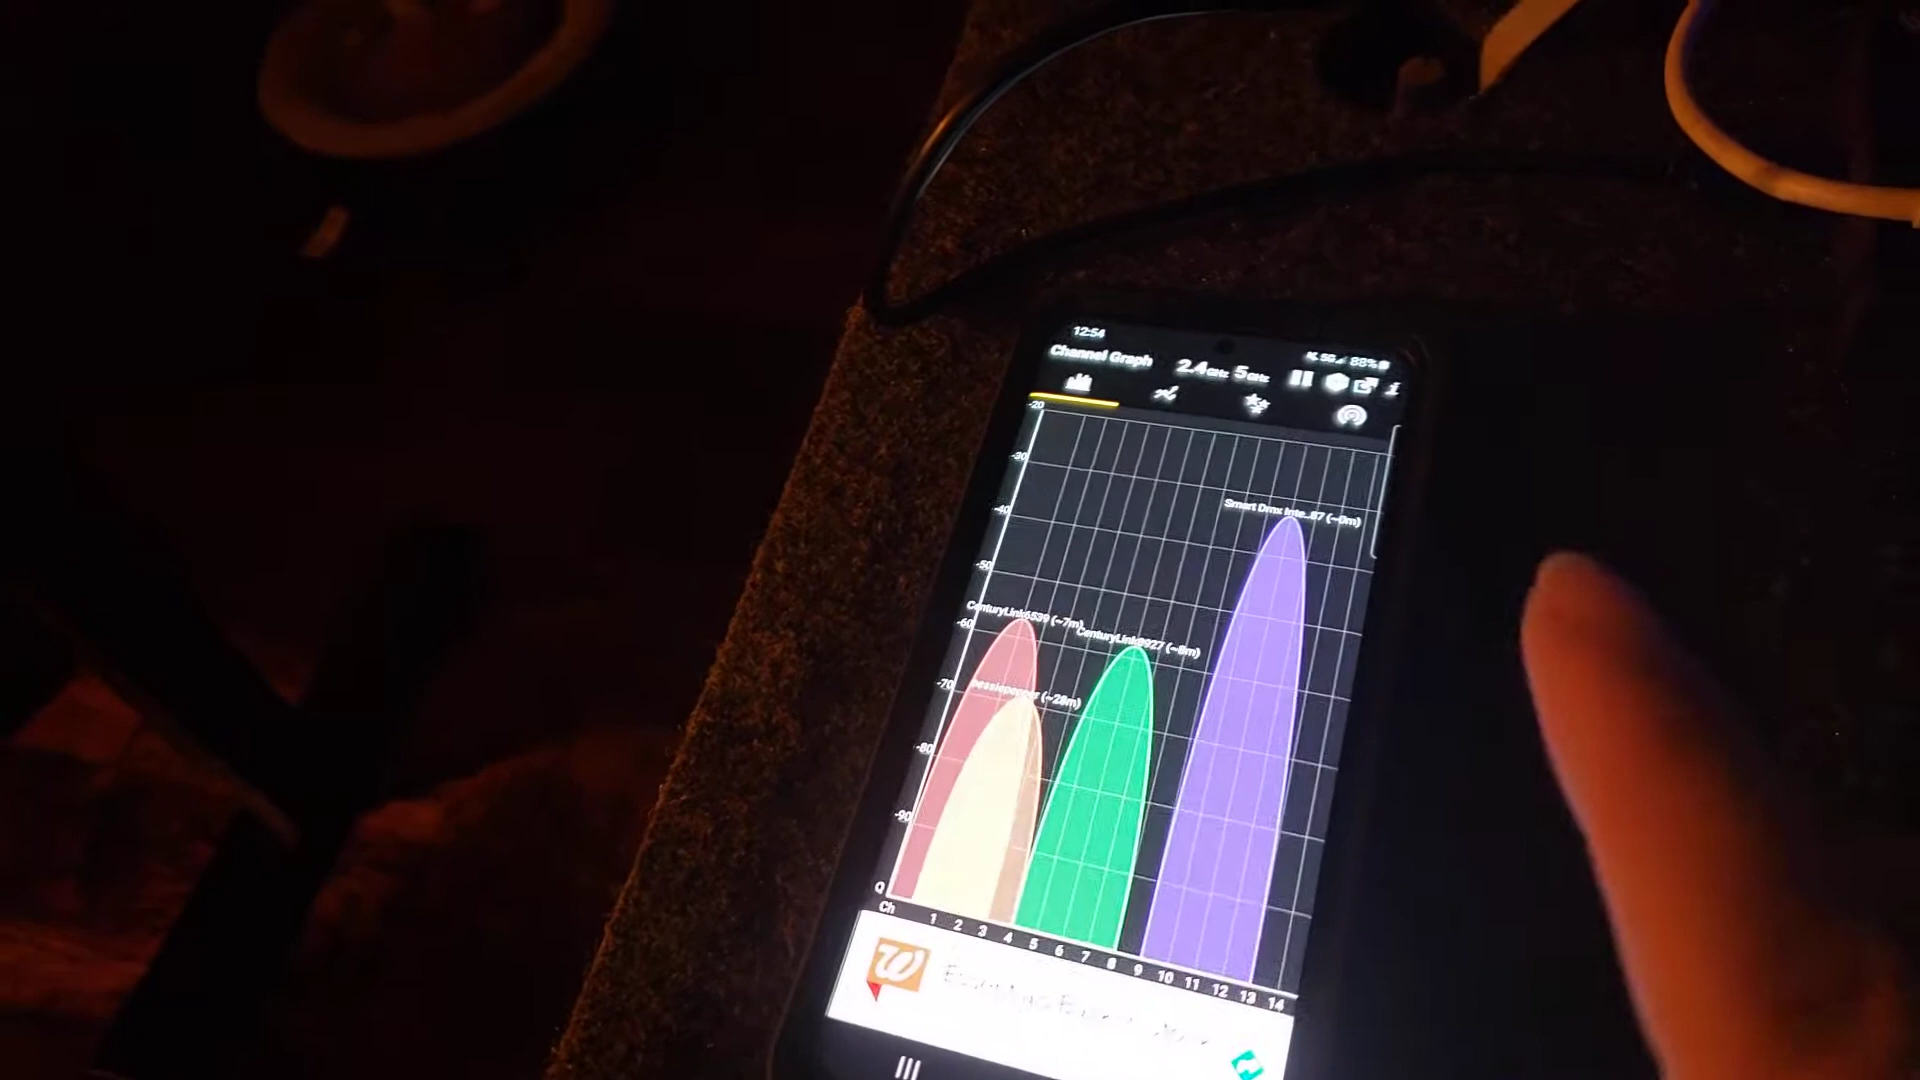 12:54
5G 88%
Channel Graph 2.4GHz 5GHz
-20
-30
-40
Smart Dmx Inte..87 (~0m)
-50
CenturyLink6539 (~7m)
-60
CenturyLink9927 (~8m)
-70
(~28m)
-80
-90
Ch 1 2 3 4 5 6 7 8 9 10 11 12 13 14
W